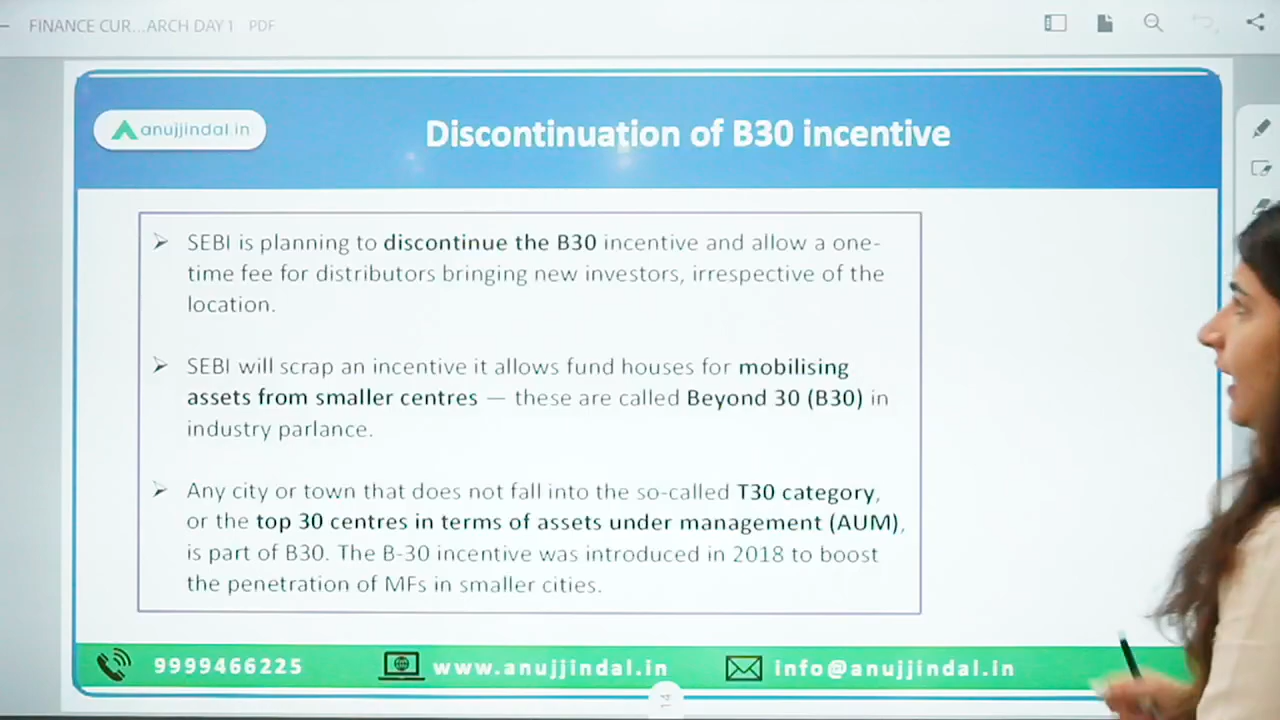 FINANCE CUR...ARCH DAY 1 PDF
anujjindal.in
Discontinuation of B30 incentive
➢ SEBI is planning to discontinue the B30 incentive and allow a one-
time fee for distributors bringing new investors, irrespective of the
location.
➢ SEBI will scrap an incentive it allows fund houses for mobilising
assets from smaller centres — these are called Beyond 30 (B30) in
industry parlance.
➢ Any city or town that does not fall into the so-called T30 category,
or the top 30 centres in terms of assets under management (AUM),
is part of B30. The B-30 incentive was introduced in 2018 to boost
the penetration of MFs in smaller cities.
9999466225 www.anujjindal.in info@anujjindal.in
14